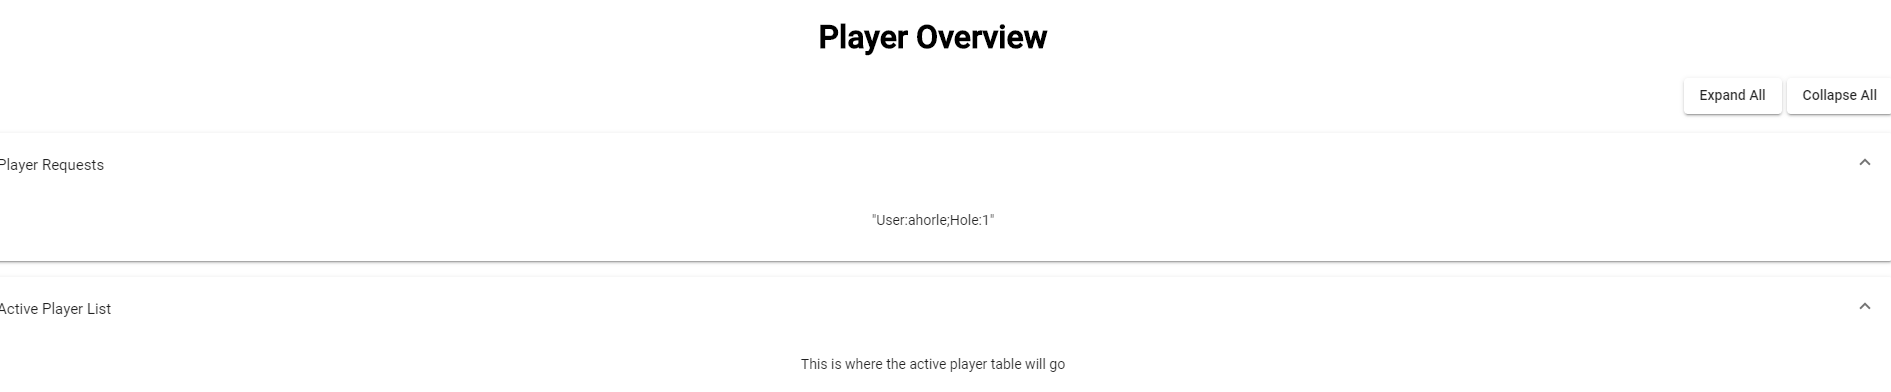 Player Overview
Expand All Collapse All
Player Requests
"User:ahorle;Hole:1"
Active Player List
This is where the active player table will go